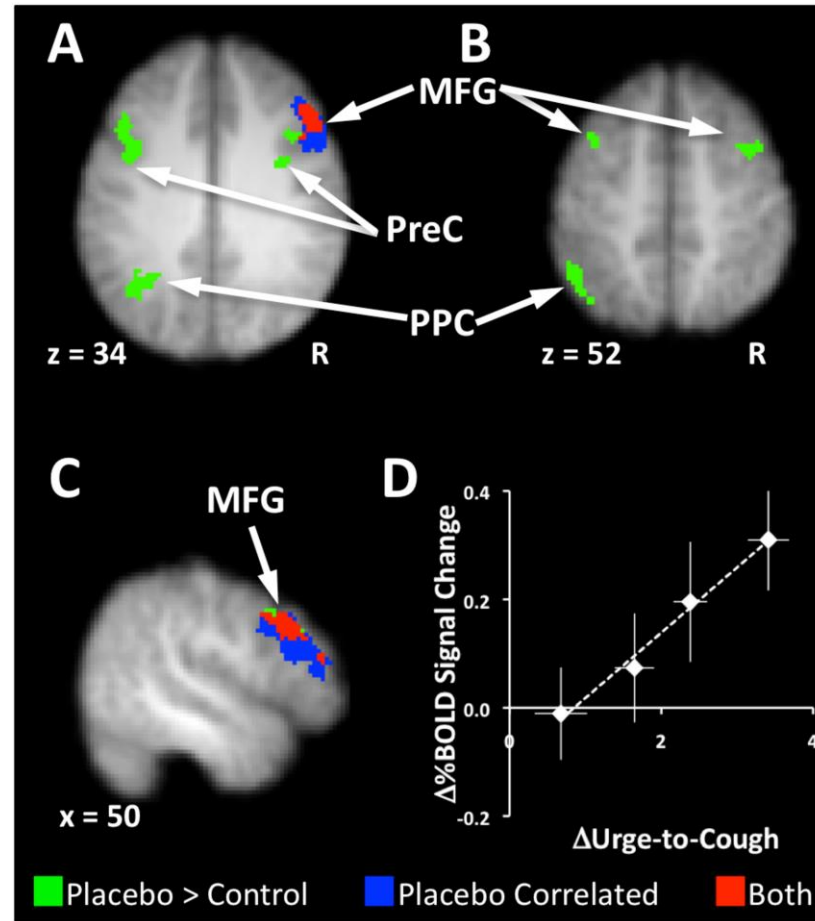 A
B
MFG
PreC
PPC
z = 34
R
z = 52
R
C
MFG
x = 50
D
Δ%BOLD Signal Change
0.4
0.2
0.0
-0.2
0
2
4
ΔUrge-to-Cough
Placebo > Control
Placebo Correlated
Both